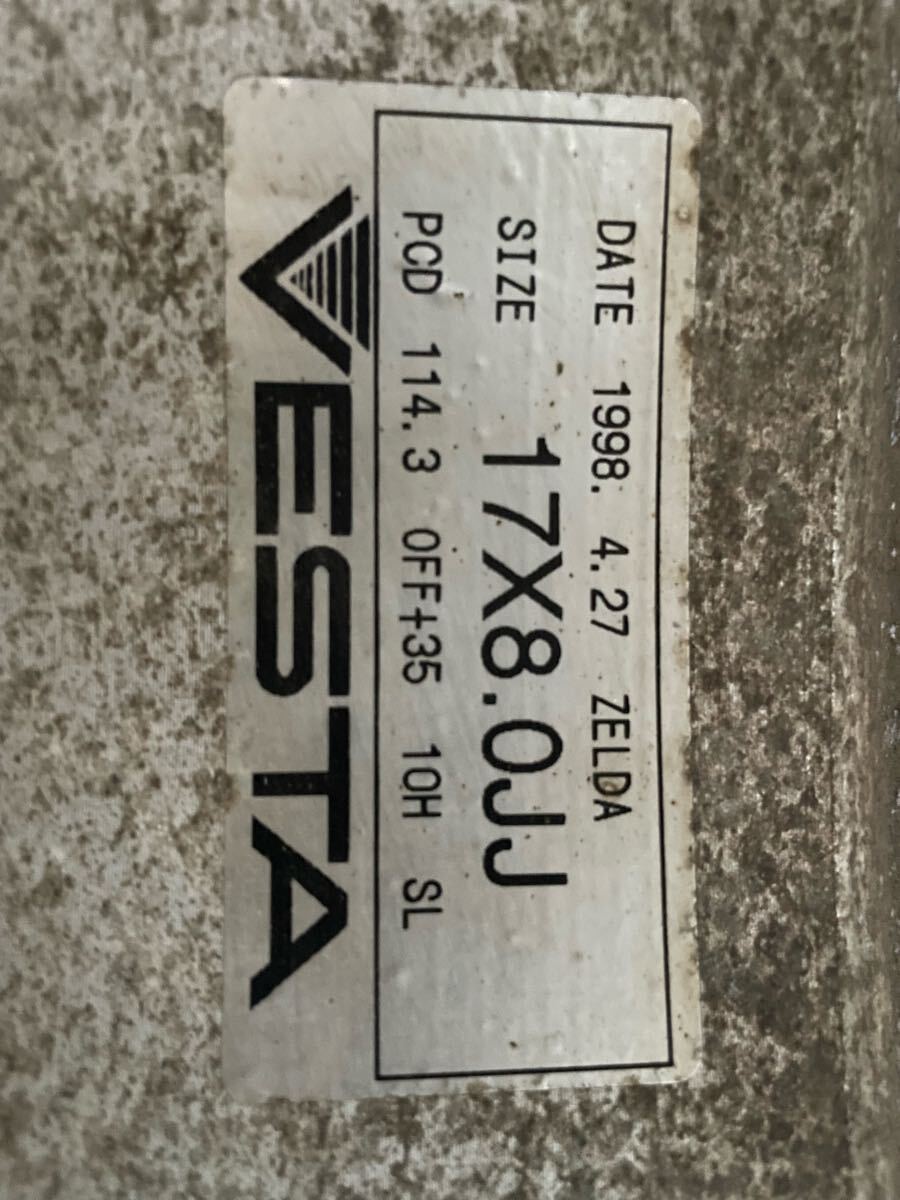 DATE 1998. 4.27 ZELDA
SIZE 17X8.0JJ
PCD 114.3 OFF+35 10H SL
VESTA